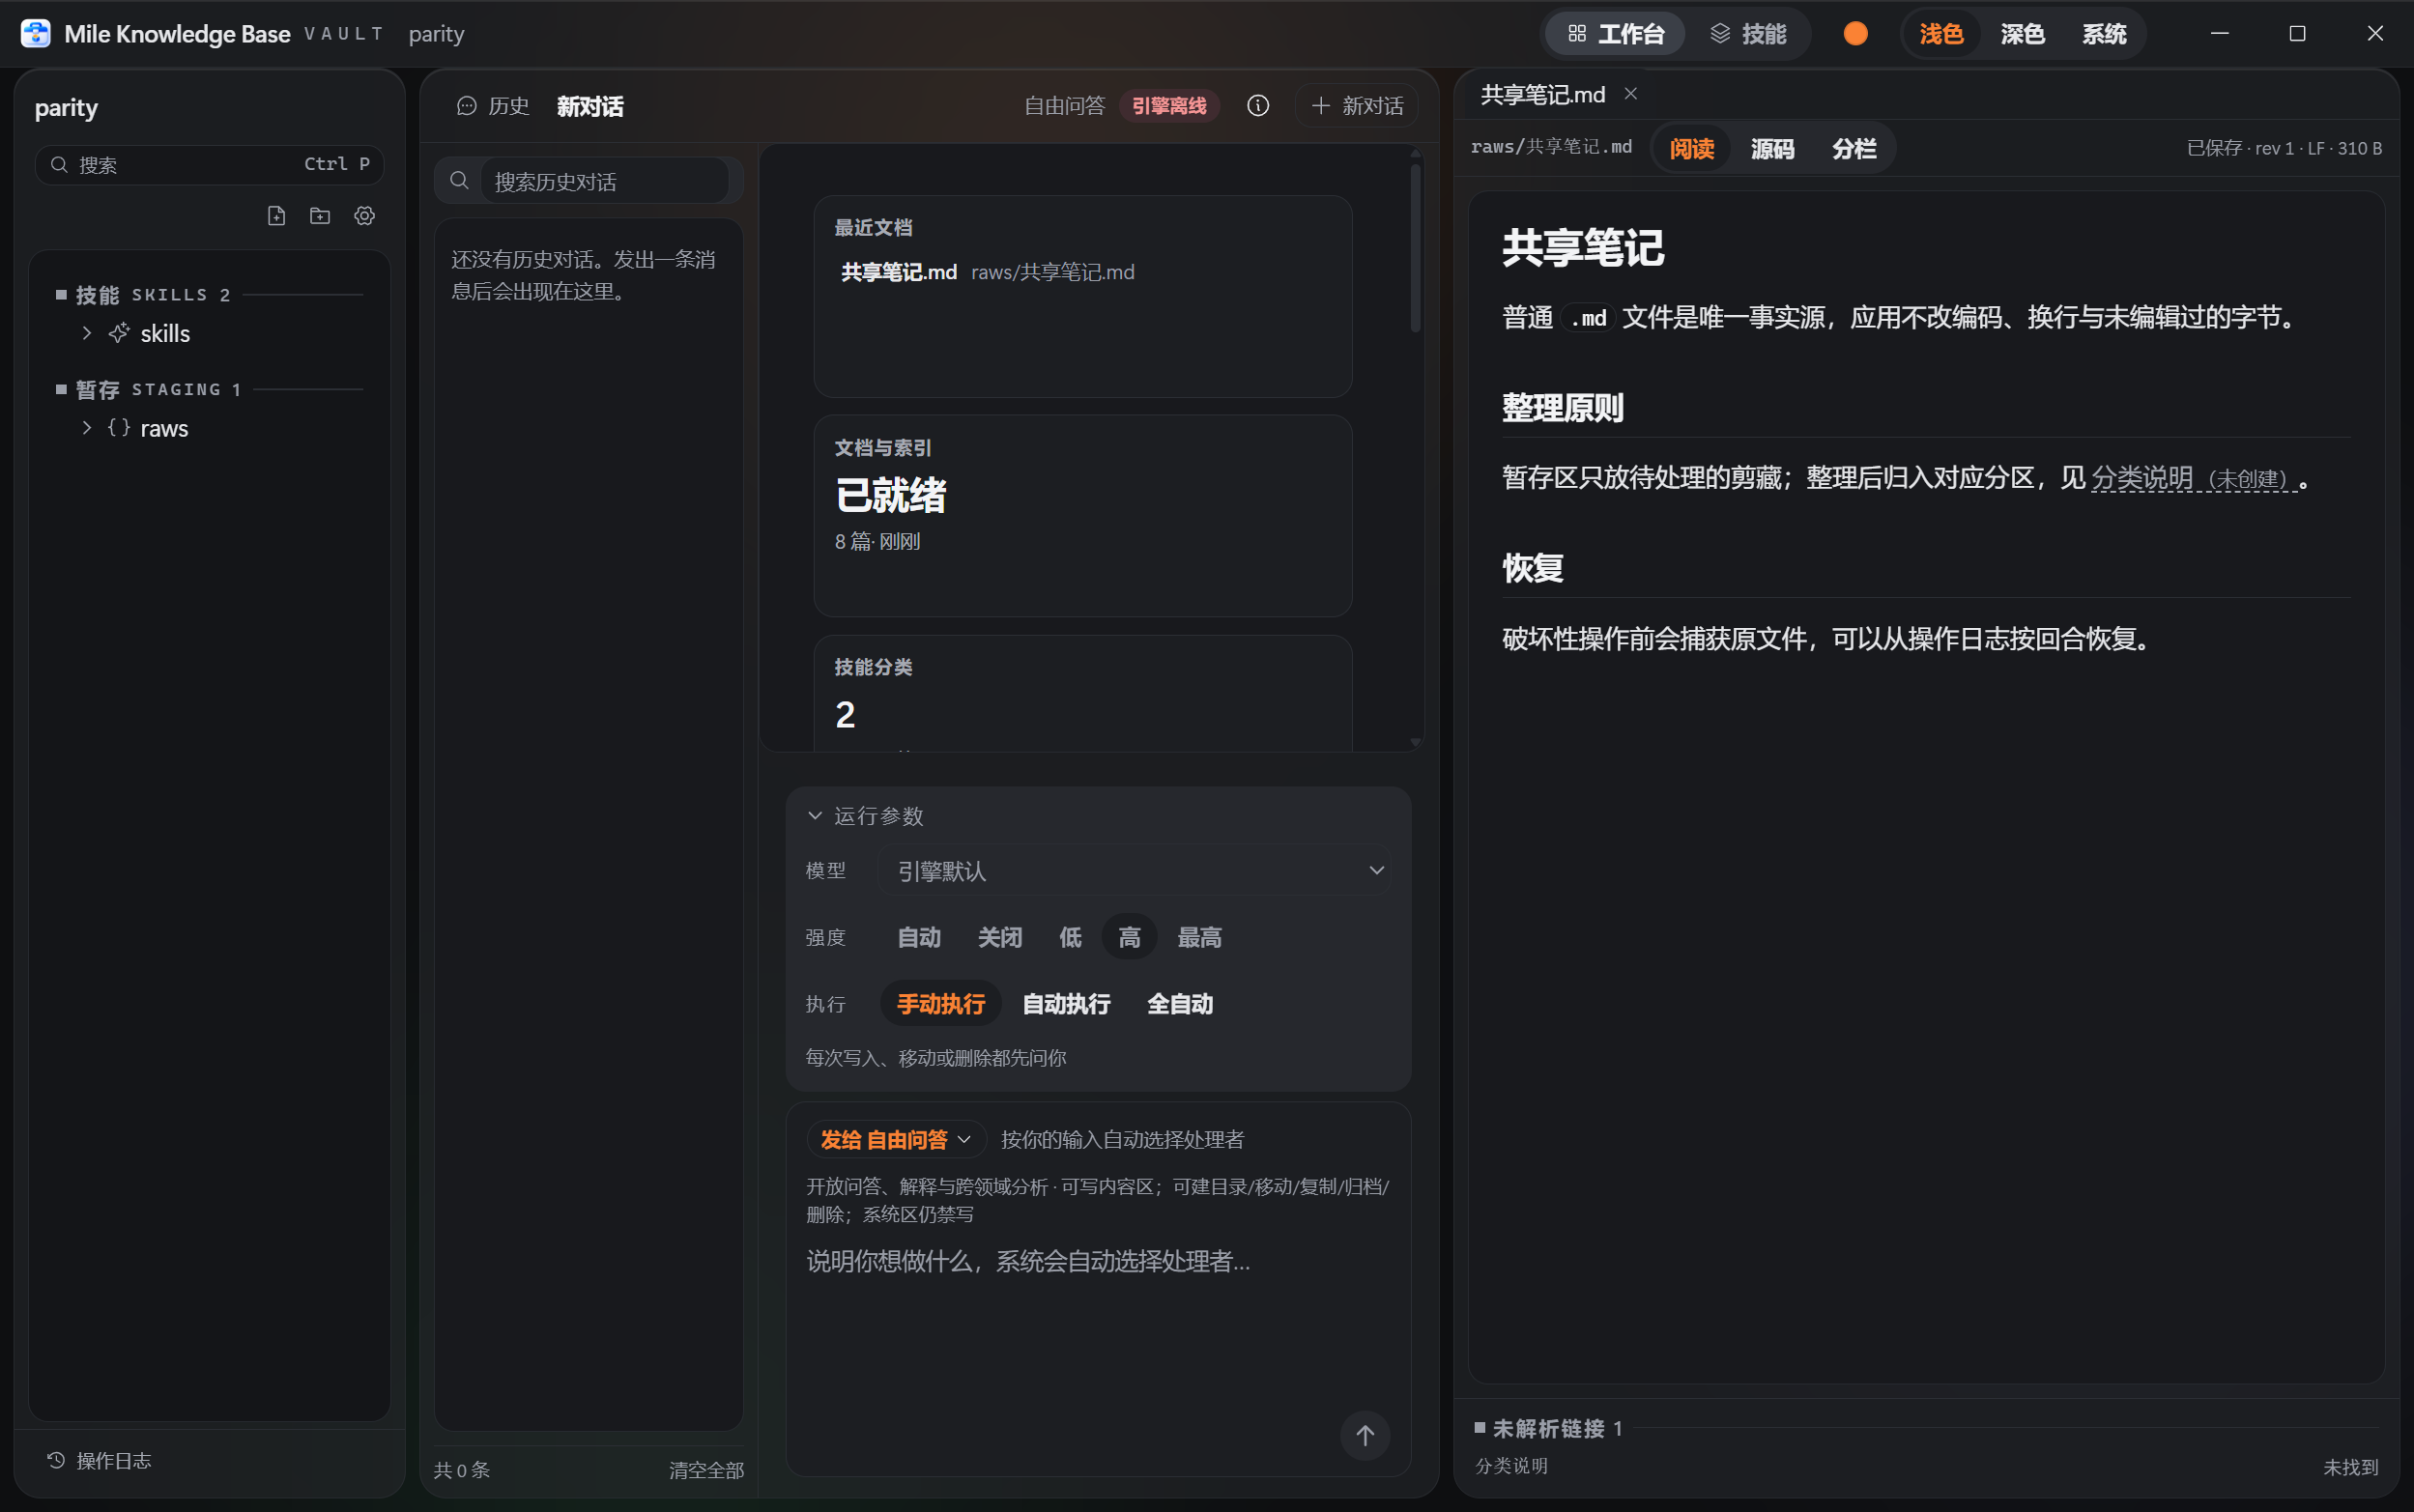 Mile Knowledge Base VAULT parity
工作台 技能 浅色 深色 系统
parity
搜索 Ctrl P
技能 SKILLS 2
skills
暂存 STAGING 1
raws
操作日志
历史 新对话 自由问答 引擎离线 新对话
搜索历史对话
还没有历史对话。发出一条消
息后会出现在这里。
共 0 条 清空全部
最近文档
共享笔记.md raws/共享笔记.md
文档与索引
已就绪
8 篇· 刚刚
技能分类
2
运行参数
模型 引擎默认
强度 自动 关闭 低 高 最高
执行 手动执行 自动执行 全自动
每次写入、移动或删除都先问你
发给 自由问答 按你的输入自动选择处理者
开放问答、解释与跨领域分析 · 可写内容区；可建目录/移动/复制/归档/
删除；系统区仍禁写
说明你想做什么，系统会自动选择处理者...
共享笔记.md
raws/共享笔记.md 阅读 源码 分栏 已保存 · rev 1 · LF · 310 B
共享笔记
普通 .md 文件是唯一事实源，应用不改编码、换行与未编辑过的字节。
整理原则
暂存区只放待处理的剪藏；整理后归入对应分区，见 分类说明（未创建）。
恢复
破坏性操作前会捕获原文件，可以从操作日志按回合恢复。
未解析链接 1
分类说明 未找到